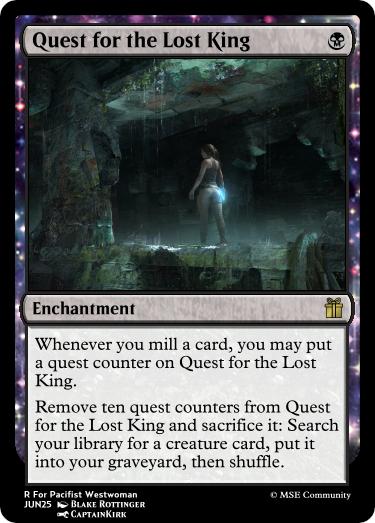 Quest for the Lost King
Enchantment
Whenever you mill a card, you may put
a quest counter on Quest for the Lost
King.
Remove ten quest counters from Quest
for the Lost King and sacrifice it: Search
your library for a creature card, put it
into your graveyard, then shuffle.
R For Pacifist Westwoman
JUN25 Blake Rottinger
CaptainKirk
© MSE Community